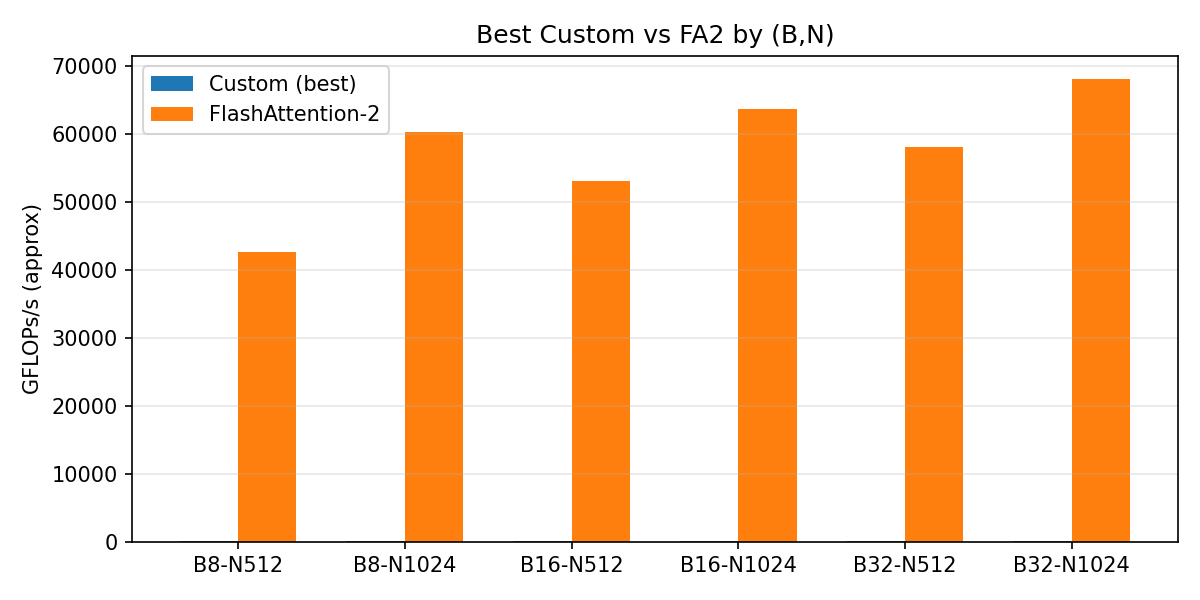 Best Custom vs FA2 by (B,N)
Custom (best)
FlashAttention-2
GFLOPs/s (approx)
70000
60000
50000
40000
30000
20000
10000
0
B8-N512
B8-N1024
B16-N512
B16-N1024
B32-N512
B32-N1024